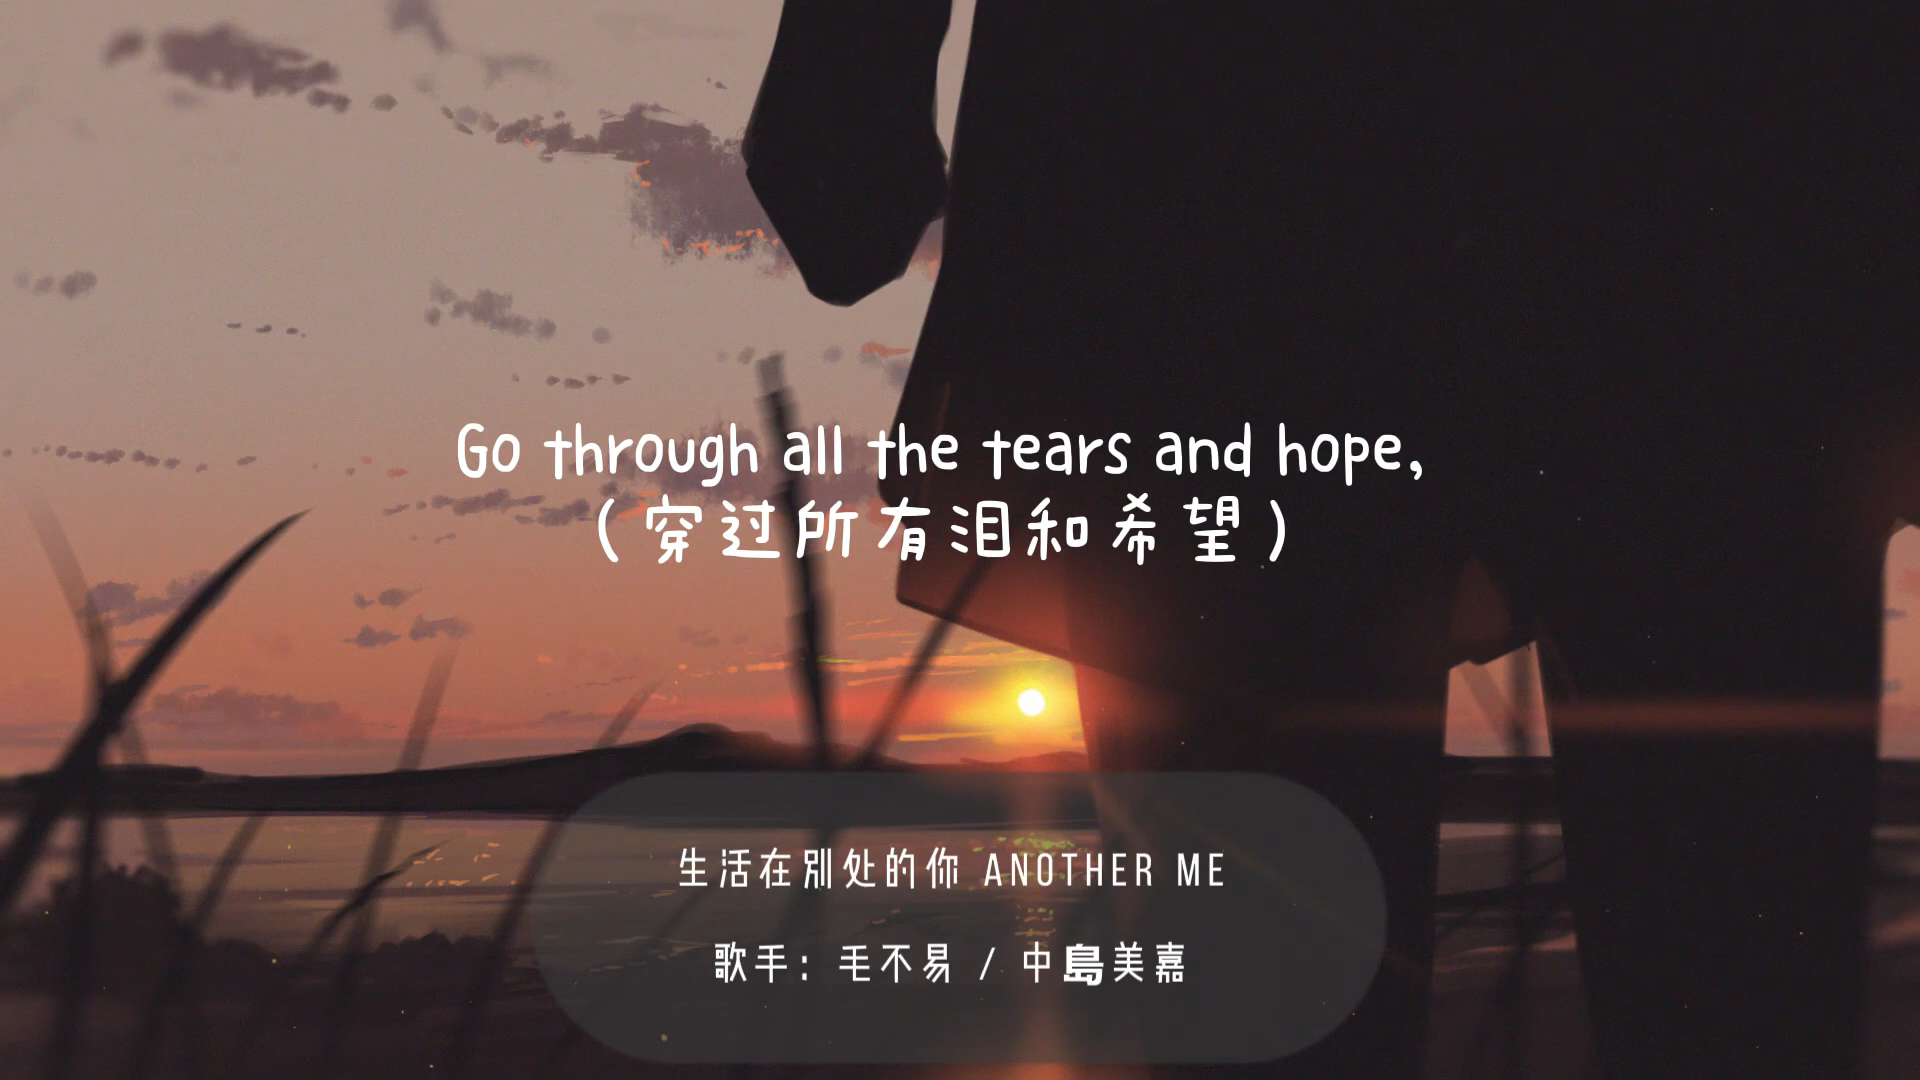 Go through all the tears and hope,
（穿过所有泪和希望）
生活在别处的你 ANOTHER ME
歌手：毛不易 / 中島美嘉